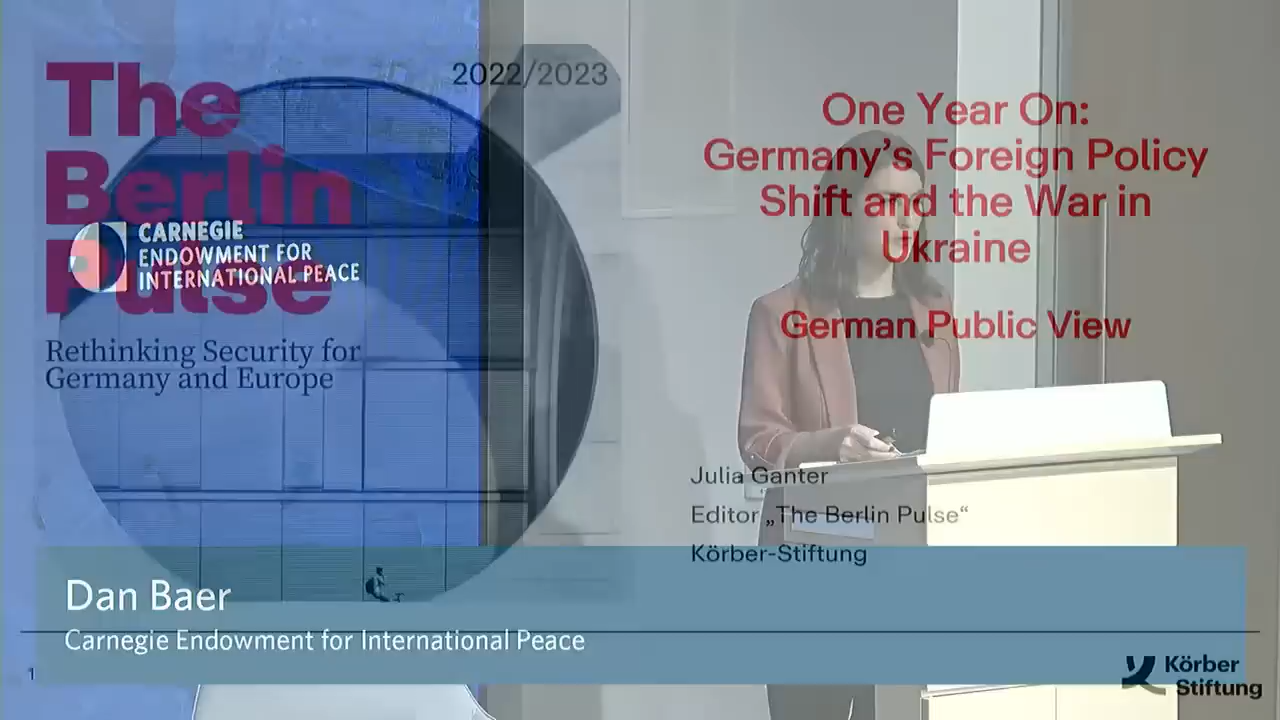 The
Berlin
Pulse
2022/2023
CARNEGIE
ENDOWMENT FOR
INTERNATIONAL PEACE
Rethinking Security for
Germany and Europe
One Year On:
Germany's Foreign Policy
Shift and the War in
Ukraine
German Public View
Julia Ganter
Editor „The Berlin Pulse“
Körber-Stiftung
Dan Baer
Carnegie Endowment for International Peace
1
Körber
Stiftung